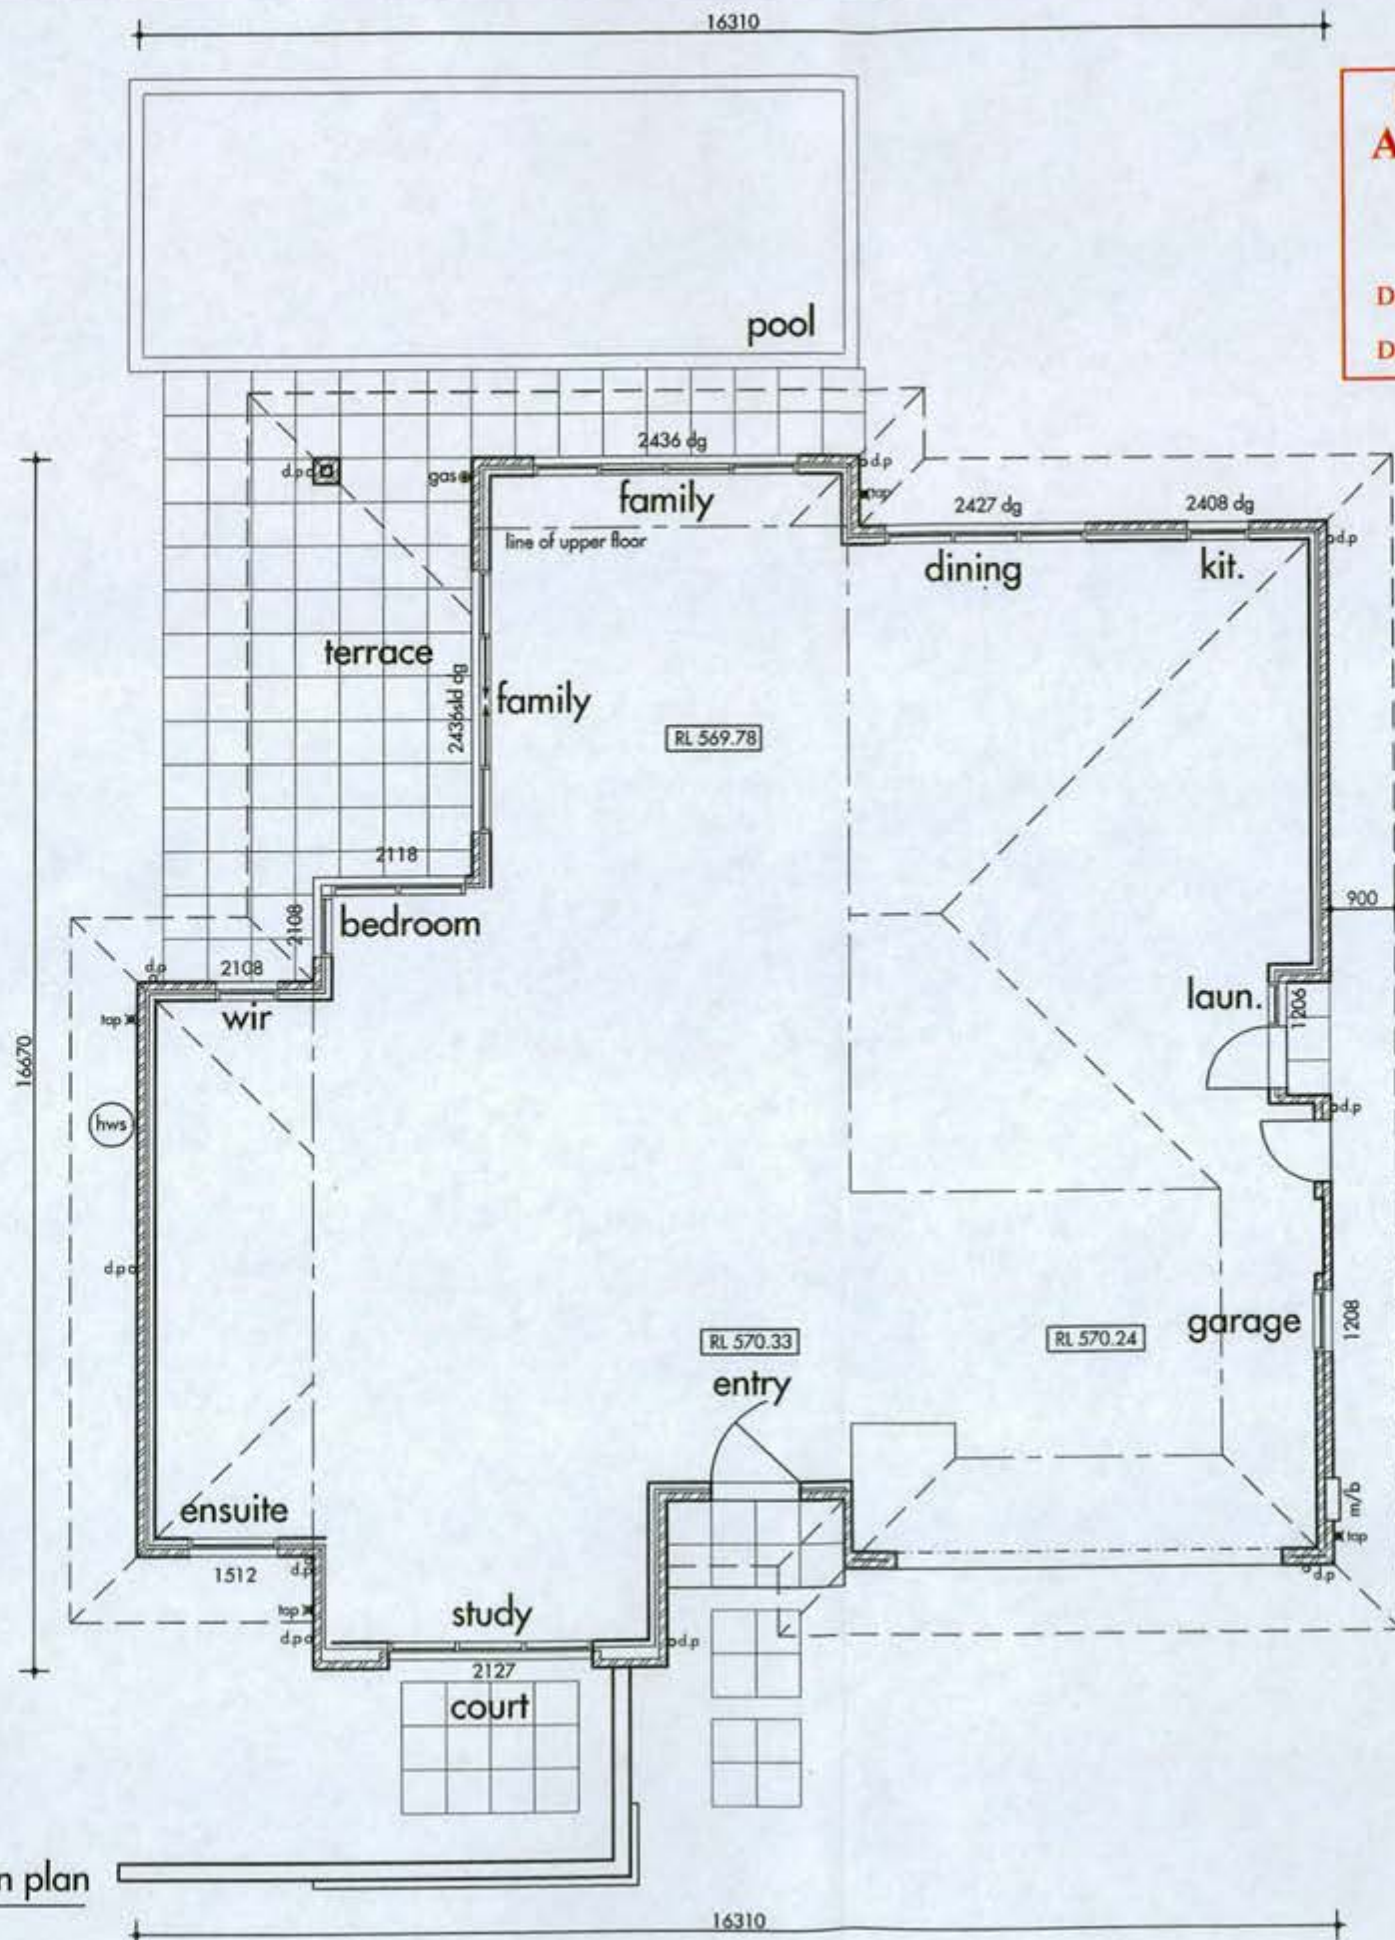 16310
A
D
D
pool
2436 dg
d.p
gas
d.p
family
tap
2427 dg
2408 dg
line of upper floor
d.p
dining
kit.
terrace
2436sld dg
family
RL 569.78
2118
900
2108
bedroom
d.p
2108
laun.
1206
tap
wir
16670
hws
d.p
d.p
garage
1208
RL 570.33
RL 570.24
entry
ensuite
m/b
tap
1512
d.p
d.p
tap
study
d.p
d.p
2127
court
n plan
16310